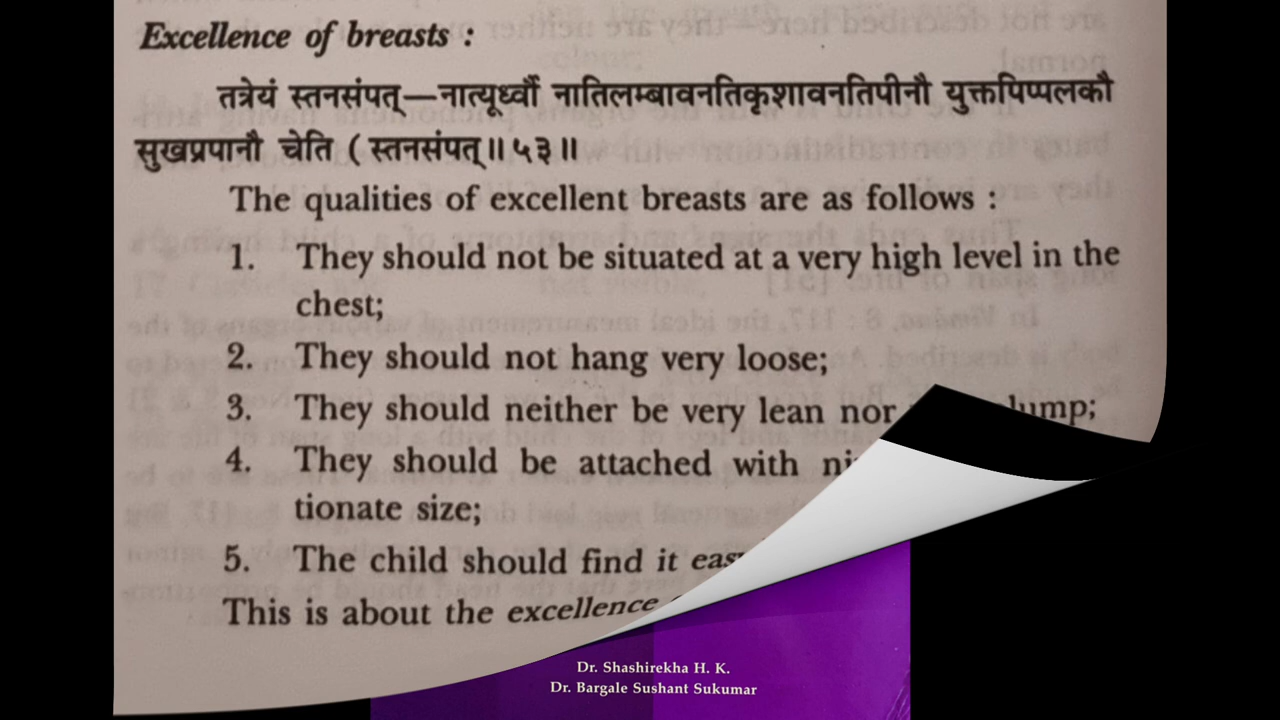 Excellence of breasts :
तत्रेयं स्तनसंपत्—नात्यूर्ध्वौ नातिलम्बावनतिकृशावनतिपीनौ युक्तपिप्पलकौ
सुखप्रपानौ चेति ( स्तनसंपत् ॥ ५३ ॥
The qualities of excellent breasts are as follows :
1. They should not be situated at a very high level in the
chest;
2. They should not hang very loose;
3. They should neither be very lean nor
4. They should be attached with
tionate size;
5. The child should find it
This is about the excellence
Dr. Shashirekha H. K.
Dr. Bargale Sushant Sukumar